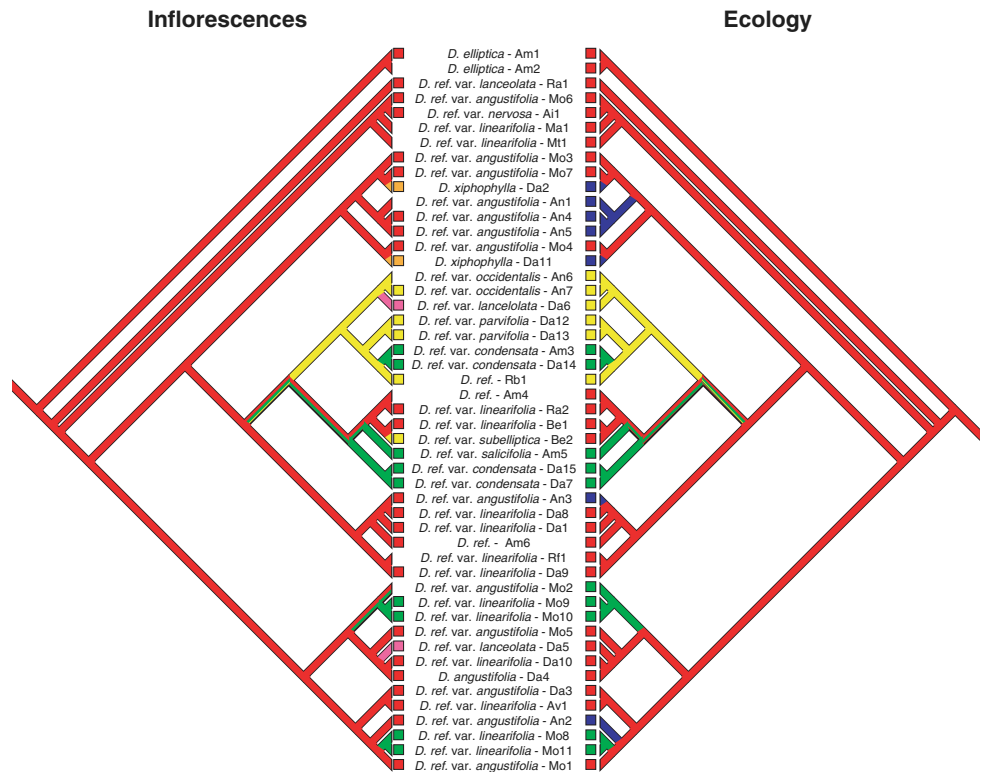 Inflorescences Ecology
D. elliptica - Am1
D. elliptica - Am2
D. ref. var. lanceolata - Ra1
D. ref. var. angustifolia - Mo6
D. ref. var. nervosa - Ai1
D. ref. var. linearifolia - Ma1
D. ref. var. linearifolia - Mt1
D. ref. var. angustifolia - Mo3
D. ref. var. angustifolia - Mo7
D. xiphophylla - Da2
D. ref. var. angustifolia - An1
D. ref. var. angustifolia - An4
D. ref. var. angustifolia - An5
D. ref. var. angustifolia - Mo4
D. xiphophylla - Da11
D. ref. var. occidentalis - An6
D. ref. var. occidentalis - An7
D. ref. var. lancelolata - Da6
D. ref. var. parvifolia - Da12
D. ref. var. parvifolia - Da13
D. ref. var. condensata - Am3
D. ref. var. condensata - Da14
D. ref. - Rb1
D. ref. - Am4
D. ref. var. linearifolia - Ra2
D. ref. var. linearifolia - Be1
D. ref. var. subelliptica - Be2
D. ref. var. salicifolia - Am5
D. ref. var. condensata - Da15
D. ref. var. condensata - Da7
D. ref. var. angustifolia - An3
D. ref. var. linearifolia - Da8
D. ref. var. linearifolia - Da1
D. ref. - Am6
D. ref. var. linearifolia - Rf1
D. ref. var. linearifolia - Da9
D. ref. var. angustifolia - Mo2
D. ref. var. linearifolia - Mo9
D. ref. var. linearifolia - Mo10
D. ref. var. angustifolia - Mo5
D. ref. var. lanceolata - Da5
D. ref. var. linearifolia - Da10
D. angustifolia - Da4
D. ref. var. angustifolia - Da3
D. ref. var. linearifolia - Av1
D. ref. var. angustifolia - An2
D. ref. var. linearifolia - Mo8
D. ref. var. linearifolia - Mo11
D. ref. var. angustifolia - Mo1